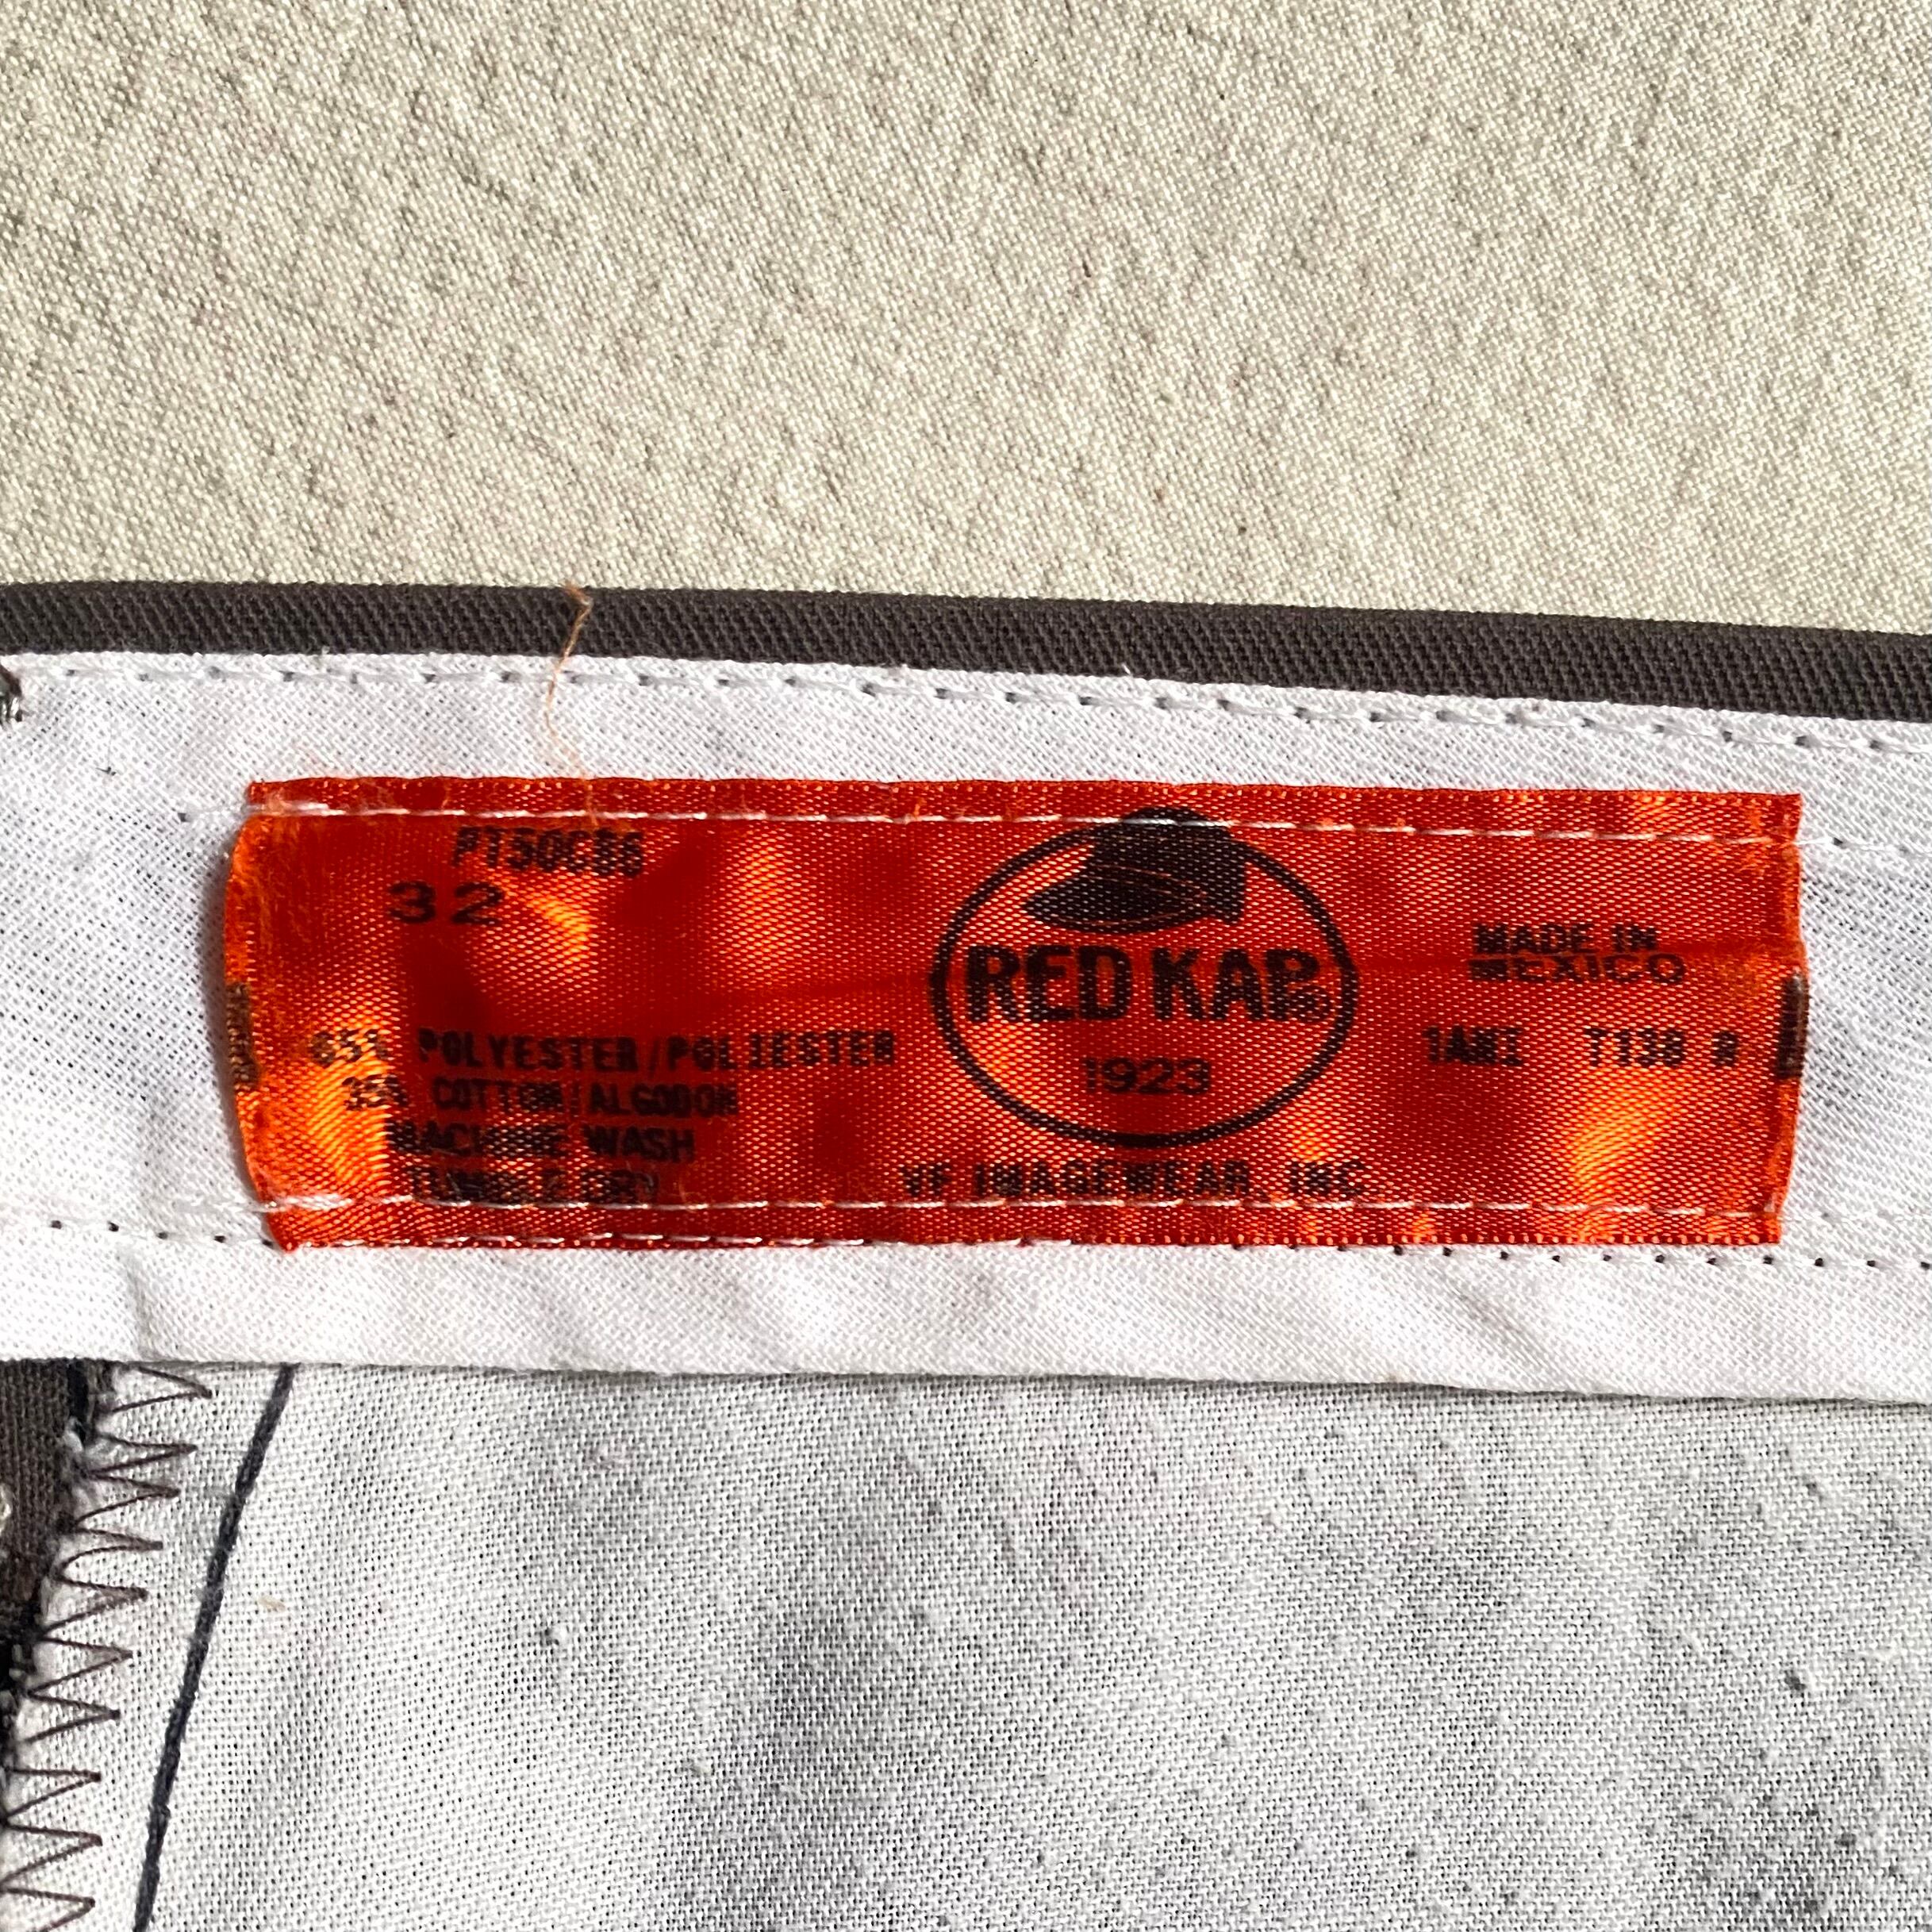 PT50CB6
32
65% POLYESTER/POLIESTER
35% COTTON/ALGODON
MACHINE WASH
TUMBLE DRY
RED KAP®
1923
VF IMAGEWEAR, INC
MADE IN
MEXICO